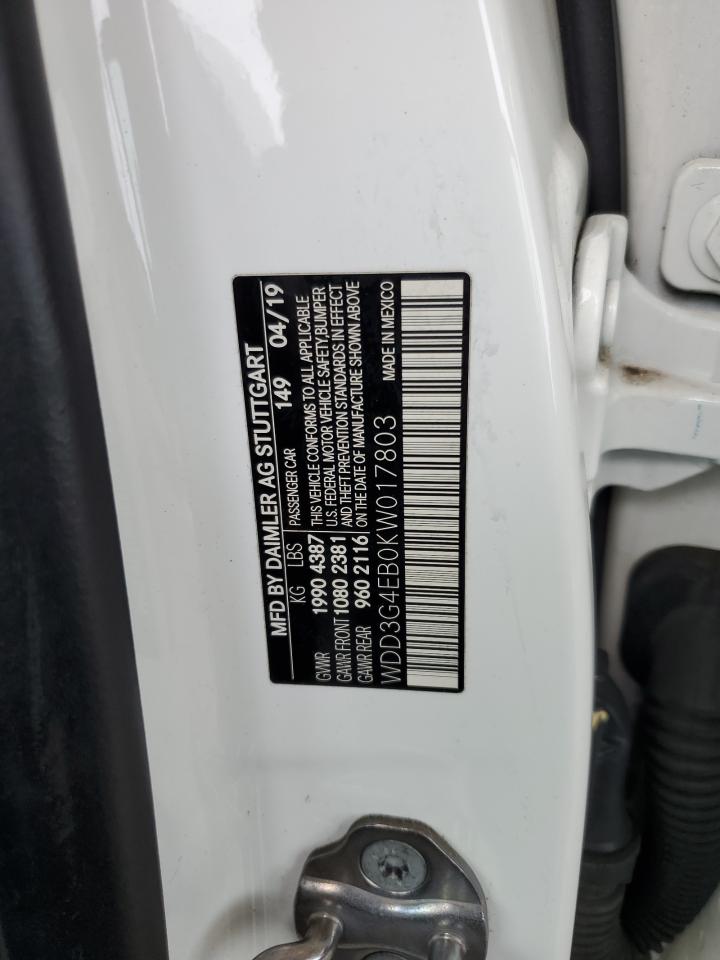 MFD BY DAIMLER AG STUTTGART
KG LBS PASSENGER CAR 149 04/19
GVWR 1990 4387 THIS VEHICLE CONFORMS TO ALL APPLICABLE
U.S. FEDERAL MOTOR VEHICLE SAFETY,BUMPER
GAWR FRONT 1080 2381 AND THEFT PREVENTION STANDARDS IN EFFECT
GAWR REAR 960 2116 ON THE DATE OF MANUFACTURE SHOWN ABOVE
WDD3G4EB0KW017803 MADE IN MEXICO